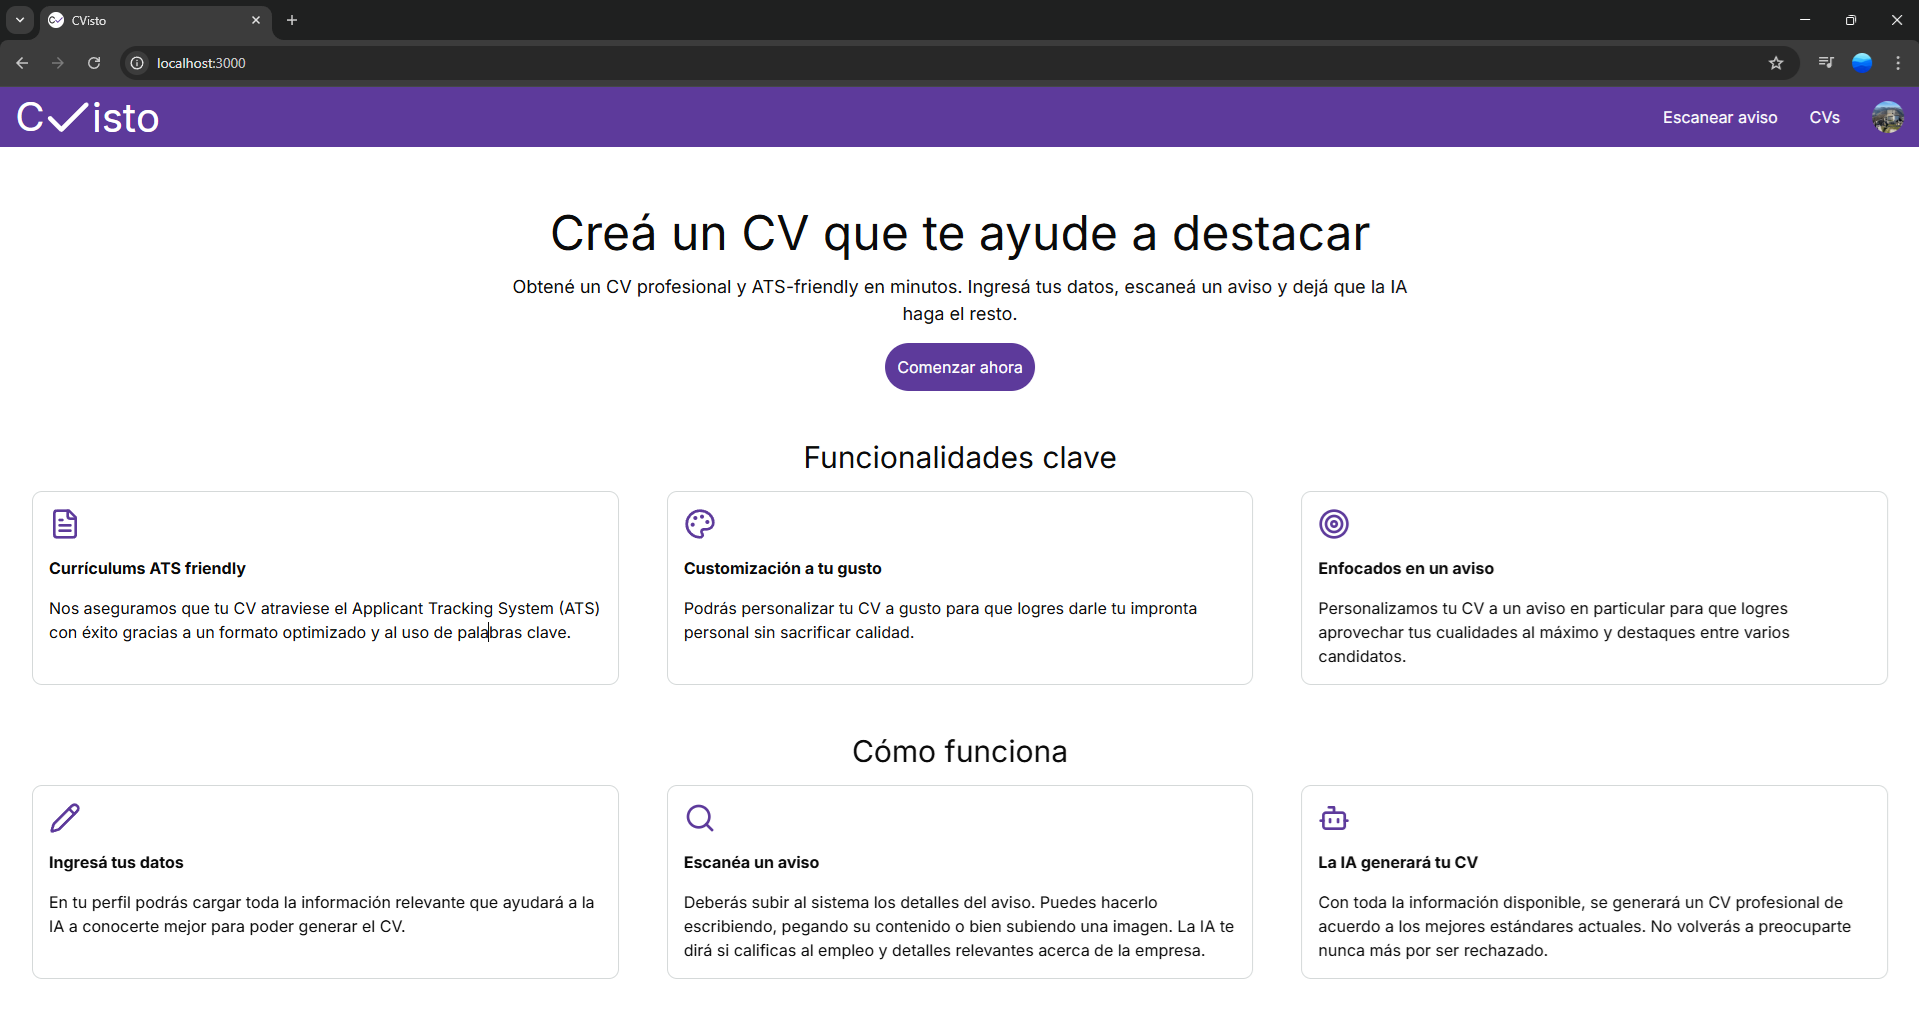 CVisto
localhost:3000
C✓isto
Escanear aviso
CVs
Creá un CV que te ayude a destacar
Obtené un CV profesional y ATS-friendly en minutos. Ingresá tus datos, escaneá un aviso y dejá que la IA
haga el resto.
Comenzar ahora
Funcionalidades clave
Currículums ATS friendly
Nos aseguramos que tu CV atraviese el Applicant Tracking System (ATS)
con éxito gracias a un formato optimizado y al uso de palabras clave.
Customización a tu gusto
Podrás personalizar tu CV a gusto para que logres darle tu impronta
personal sin sacrificar calidad.
Enfocados en un aviso
Personalizamos tu CV a un aviso en particular para que logres
aprovechar tus cualidades al máximo y destaques entre varios
candidatos.
Cómo funciona
Ingresá tus datos
En tu perfil podrás cargar toda la información relevante que ayudará a la
IA a conocerte mejor para poder generar el CV.
Escanéa un aviso
Deberás subir al sistema los detalles del aviso. Puedes hacerlo
escribiendo, pegando su contenido o bien subiendo una imagen. La IA te
dirá si calificas al empleo y detalles relevantes acerca de la empresa.
La IA generará tu CV
Con toda la información disponible, se generará un CV profesional de
acuerdo a los mejores estándares actuales. No volverás a preocuparte
nunca más por ser rechazado.